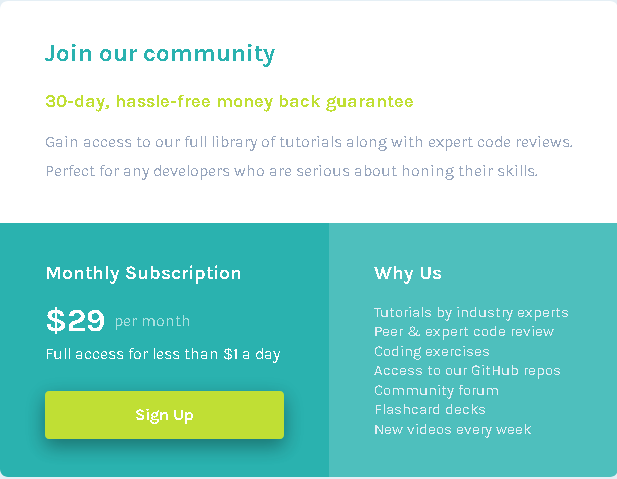 Join our community
30-day, hassle-free money back guarantee
Gain access to our full library of tutorials along with expert code reviews.
Perfect for any developers who are serious about honing their skills.
Monthly Subscription
$29 per month
Full access for less than $1 a day
Sign Up
Why Us
Tutorials by industry experts
Peer & expert code review
Coding exercises
Access to our GitHub repos
Community forum
Flashcard decks
New videos every week